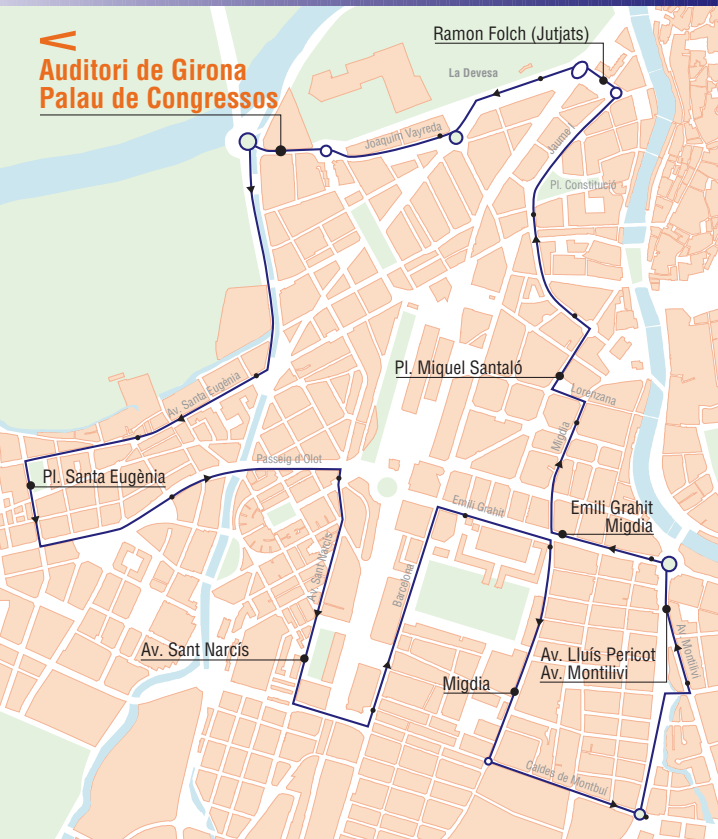 <
Auditori de Girona
Palau de Congressos
Ramon Folch (Jutjats)
La Devesa
Joaquim Vayreda
Jaume I
Pl. Constitució
Pl. Miquel Santaló
Lorenzana
Av. Santa Eugènia
Migdia
Passeig d'Olot
Pl. Santa Eugènia
Emili Grahit
Emili Grahit
Migdia
Av. Sant Narcís
Barcelona
Av. Sant Narcís
Av. Lluís Pericot
Av. Montilivi
Av. Montilivi
Migdia
Caldes de Montbui